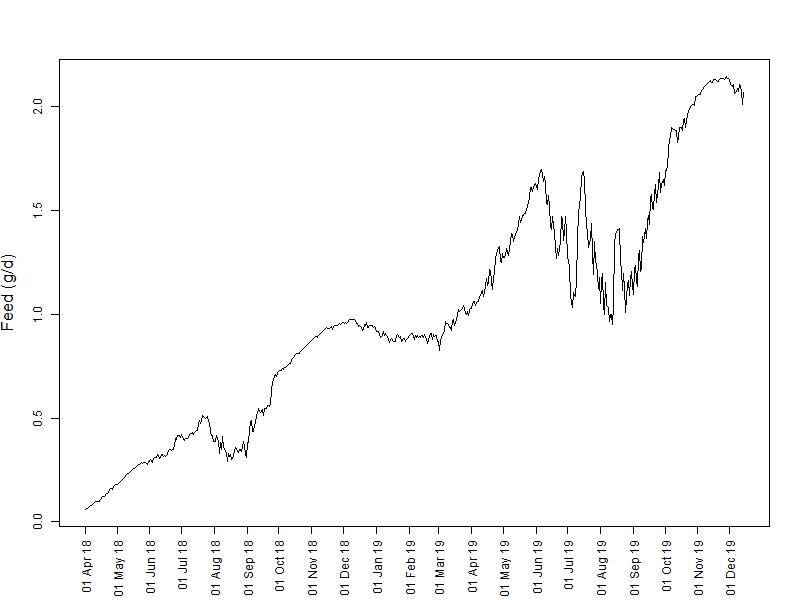 Feed (g/d)
2.0
1.5
1.0
0.5
0.0
01 Apr 18
01 May 18
01 Jun 18
01 Jul 18
01 Aug 18
01 Sep 18
01 Oct 18
01 Nov 18
01 Dec 18
01 Jan 19
01 Feb 19
01 Mar 19
01 Apr 19
01 May 19
01 Jun 19
01 Jul 19
01 Aug 19
01 Sep 19
01 Oct 19
01 Nov 19
01 Dec 19